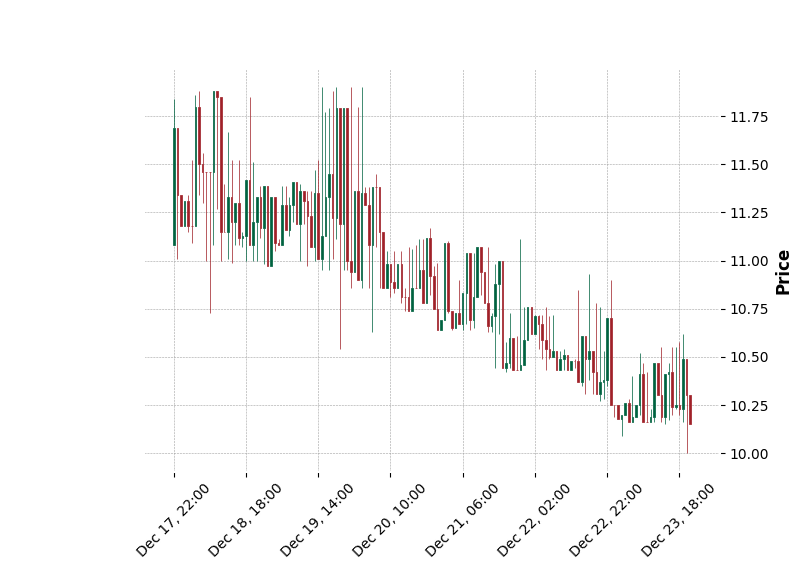 11.75
11.50
11.25
11.00
10.75
10.50
10.25
10.00
Price
Dec 17, 22:00
Dec 18, 18:00
Dec 19, 14:00
Dec 20, 10:00
Dec 21, 06:00
Dec 22, 02:00
Dec 22, 22:00
Dec 23, 18:00